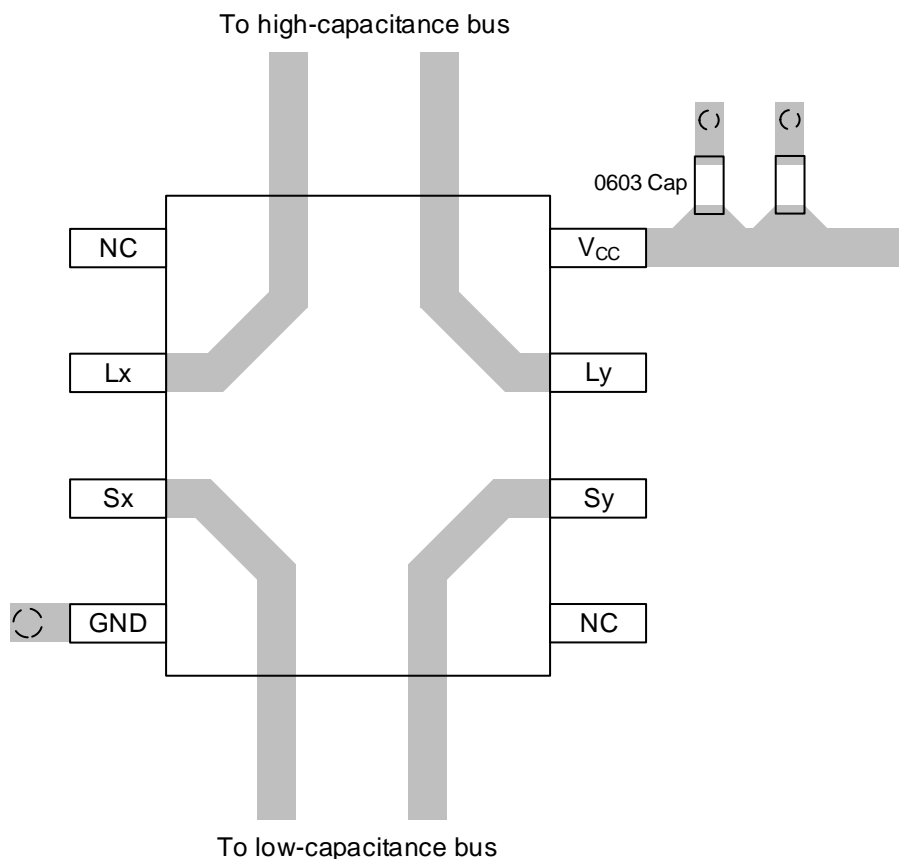 To high-capacitance bus
0603 Cap
NC
VCC
Lx
Ly
Sx
Sy
GND
NC
To low-capacitance bus